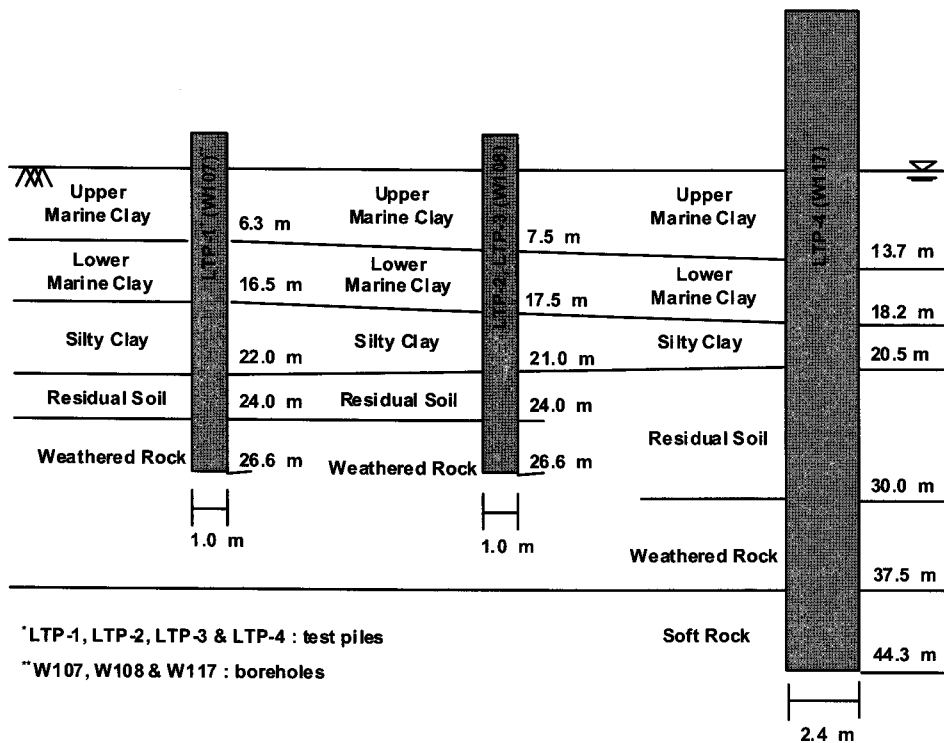 LTP-1 (W107)**
LTP-2, LTP-3 (W108)
LTP-4 (W117)
Upper
Marine Clay
6.3 m
Upper
Marine Clay
7.5 m
Upper
Marine Clay
13.7 m
Lower
Marine Clay
16.5 m
Lower
Marine Clay
17.5 m
Lower
Marine Clay
18.2 m
Silty Clay
22.0 m
Silty Clay
21.0 m
Silty Clay
20.5 m
Residual Soil
24.0 m
Residual Soil
24.0 m
Residual Soil
30.0 m
Weathered Rock
26.6 m
Weathered Rock
26.6 m
Weathered Rock
37.5 m
1.0 m
1.0 m
Soft Rock
44.3 m
2.4 m
*LTP-1, LTP-2, LTP-3 & LTP-4 : test piles
**W107, W108 & W117 : boreholes